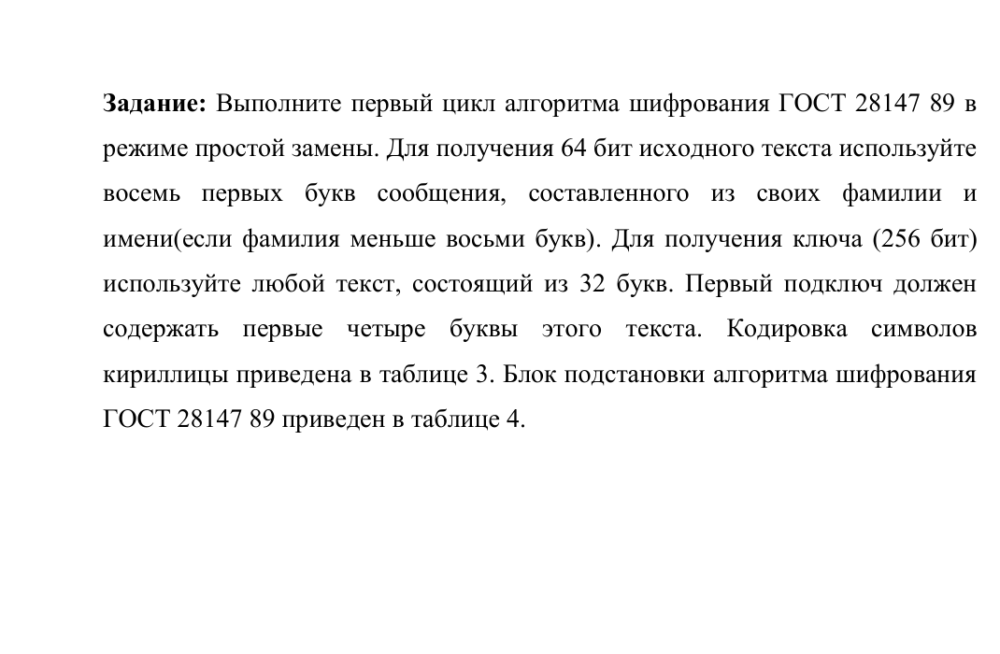 Задание: Выполните первый цикл алгоритма шифрования ГОСТ 28147 89 в
режиме простой замены. Для получения 64 бит исходного текста используйте
восемь первых букв сообщения, составленного из своих фамилии и
имени(если фамилия меньше восьми букв). Для получения ключа (256 бит)
используйте любой текст, состоящий из 32 букв. Первый подключ должен
содержать первые четыре буквы этого текста. Кодировка символов
кириллицы приведена в таблице 3. Блок подстановки алгоритма шифрования
ГОСТ 28147 89 приведен в таблице 4.